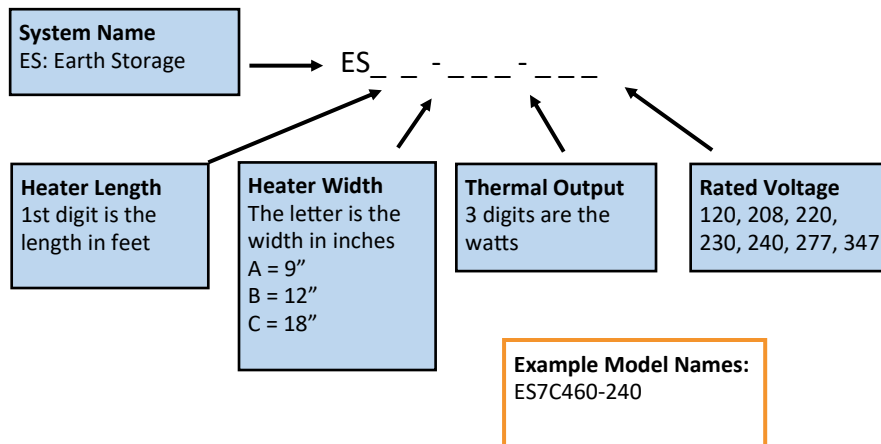 System Name
ES: Earth Storage
ES_ _ - _ _ _ - _ _ _
Heater Length
1st digit is the
length in feet
Heater Width
The letter is the
width in inches
A = 9”
B = 12”
C = 18”
Thermal Output
3 digits are the
watts
Rated Voltage
120, 208, 220,
230, 240, 277, 347
Example Model Names:
ES7C460-240